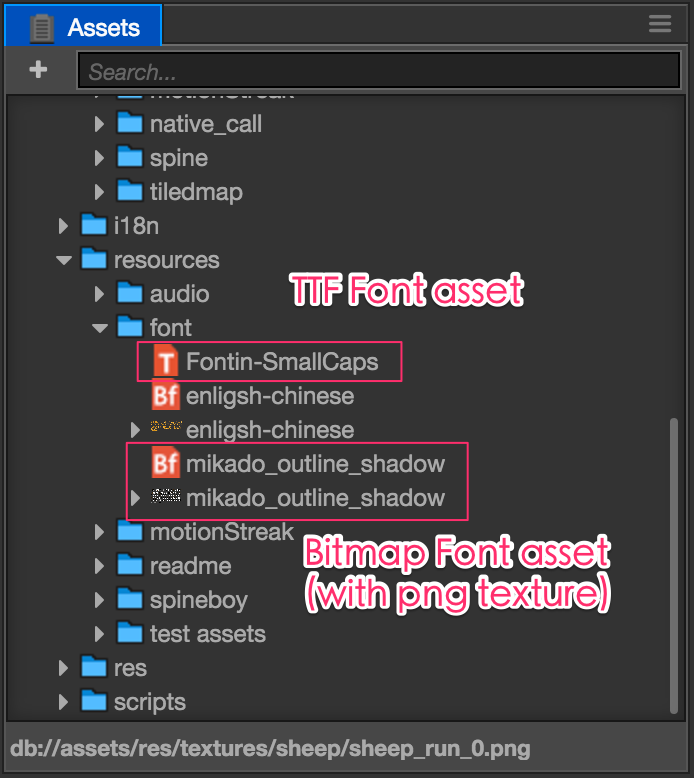 Assets
Search...
motionStreak
native_call
spine
tiledmap
i18n
resources
audio
TTF Font asset
font
T Fontin-SmallCaps
Bf enligsh-chinese
enligsh-chinese
Bf mikado_outline_shadow
mikado_outline_shadow
motionStreak
Bitmap Font asset
(with png texture)
readme
spineboy
test assets
res
scripts
db://assets/res/textures/sheep/sheep_run_0.png